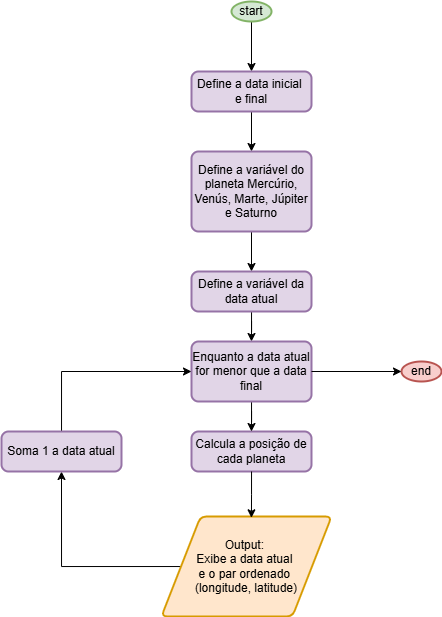 start
Define a data inicial
e final
Define a variável do
planeta Mercúrio,
Venús, Marte, Júpiter
e Saturno
Define a variável da
data atual
Enquanto a data atual
for menor que a data
final
end
Calcula a posição de
cada planeta
Soma 1 a data atual
Output:
Exibe a data atual
e o par ordenado
(longitude, latitude)